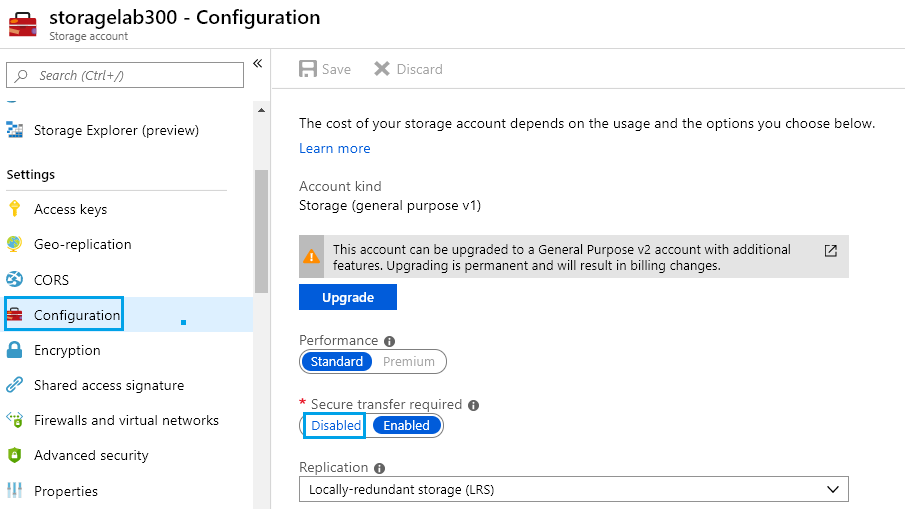 storagelab300 - Configuration
Storage account
Search (Ctrl+/)
«
Storage Explorer (preview)
Settings
Access keys
Geo-replication
CORS
Configuration
Encryption
Shared access signature
Firewalls and virtual networks
Advanced security
Properties
Save Discard
The cost of your storage account depends on the usage and the options you choose below.
Learn more
Account kind
Storage (general purpose v1)
This account can be upgraded to a General Purpose v2 account with additional
features. Upgrading is permanent and will result in billing changes.
Upgrade
Performance
Standard Premium
* Secure transfer required
Disabled Enabled
Replication
Locally-redundant storage (LRS)